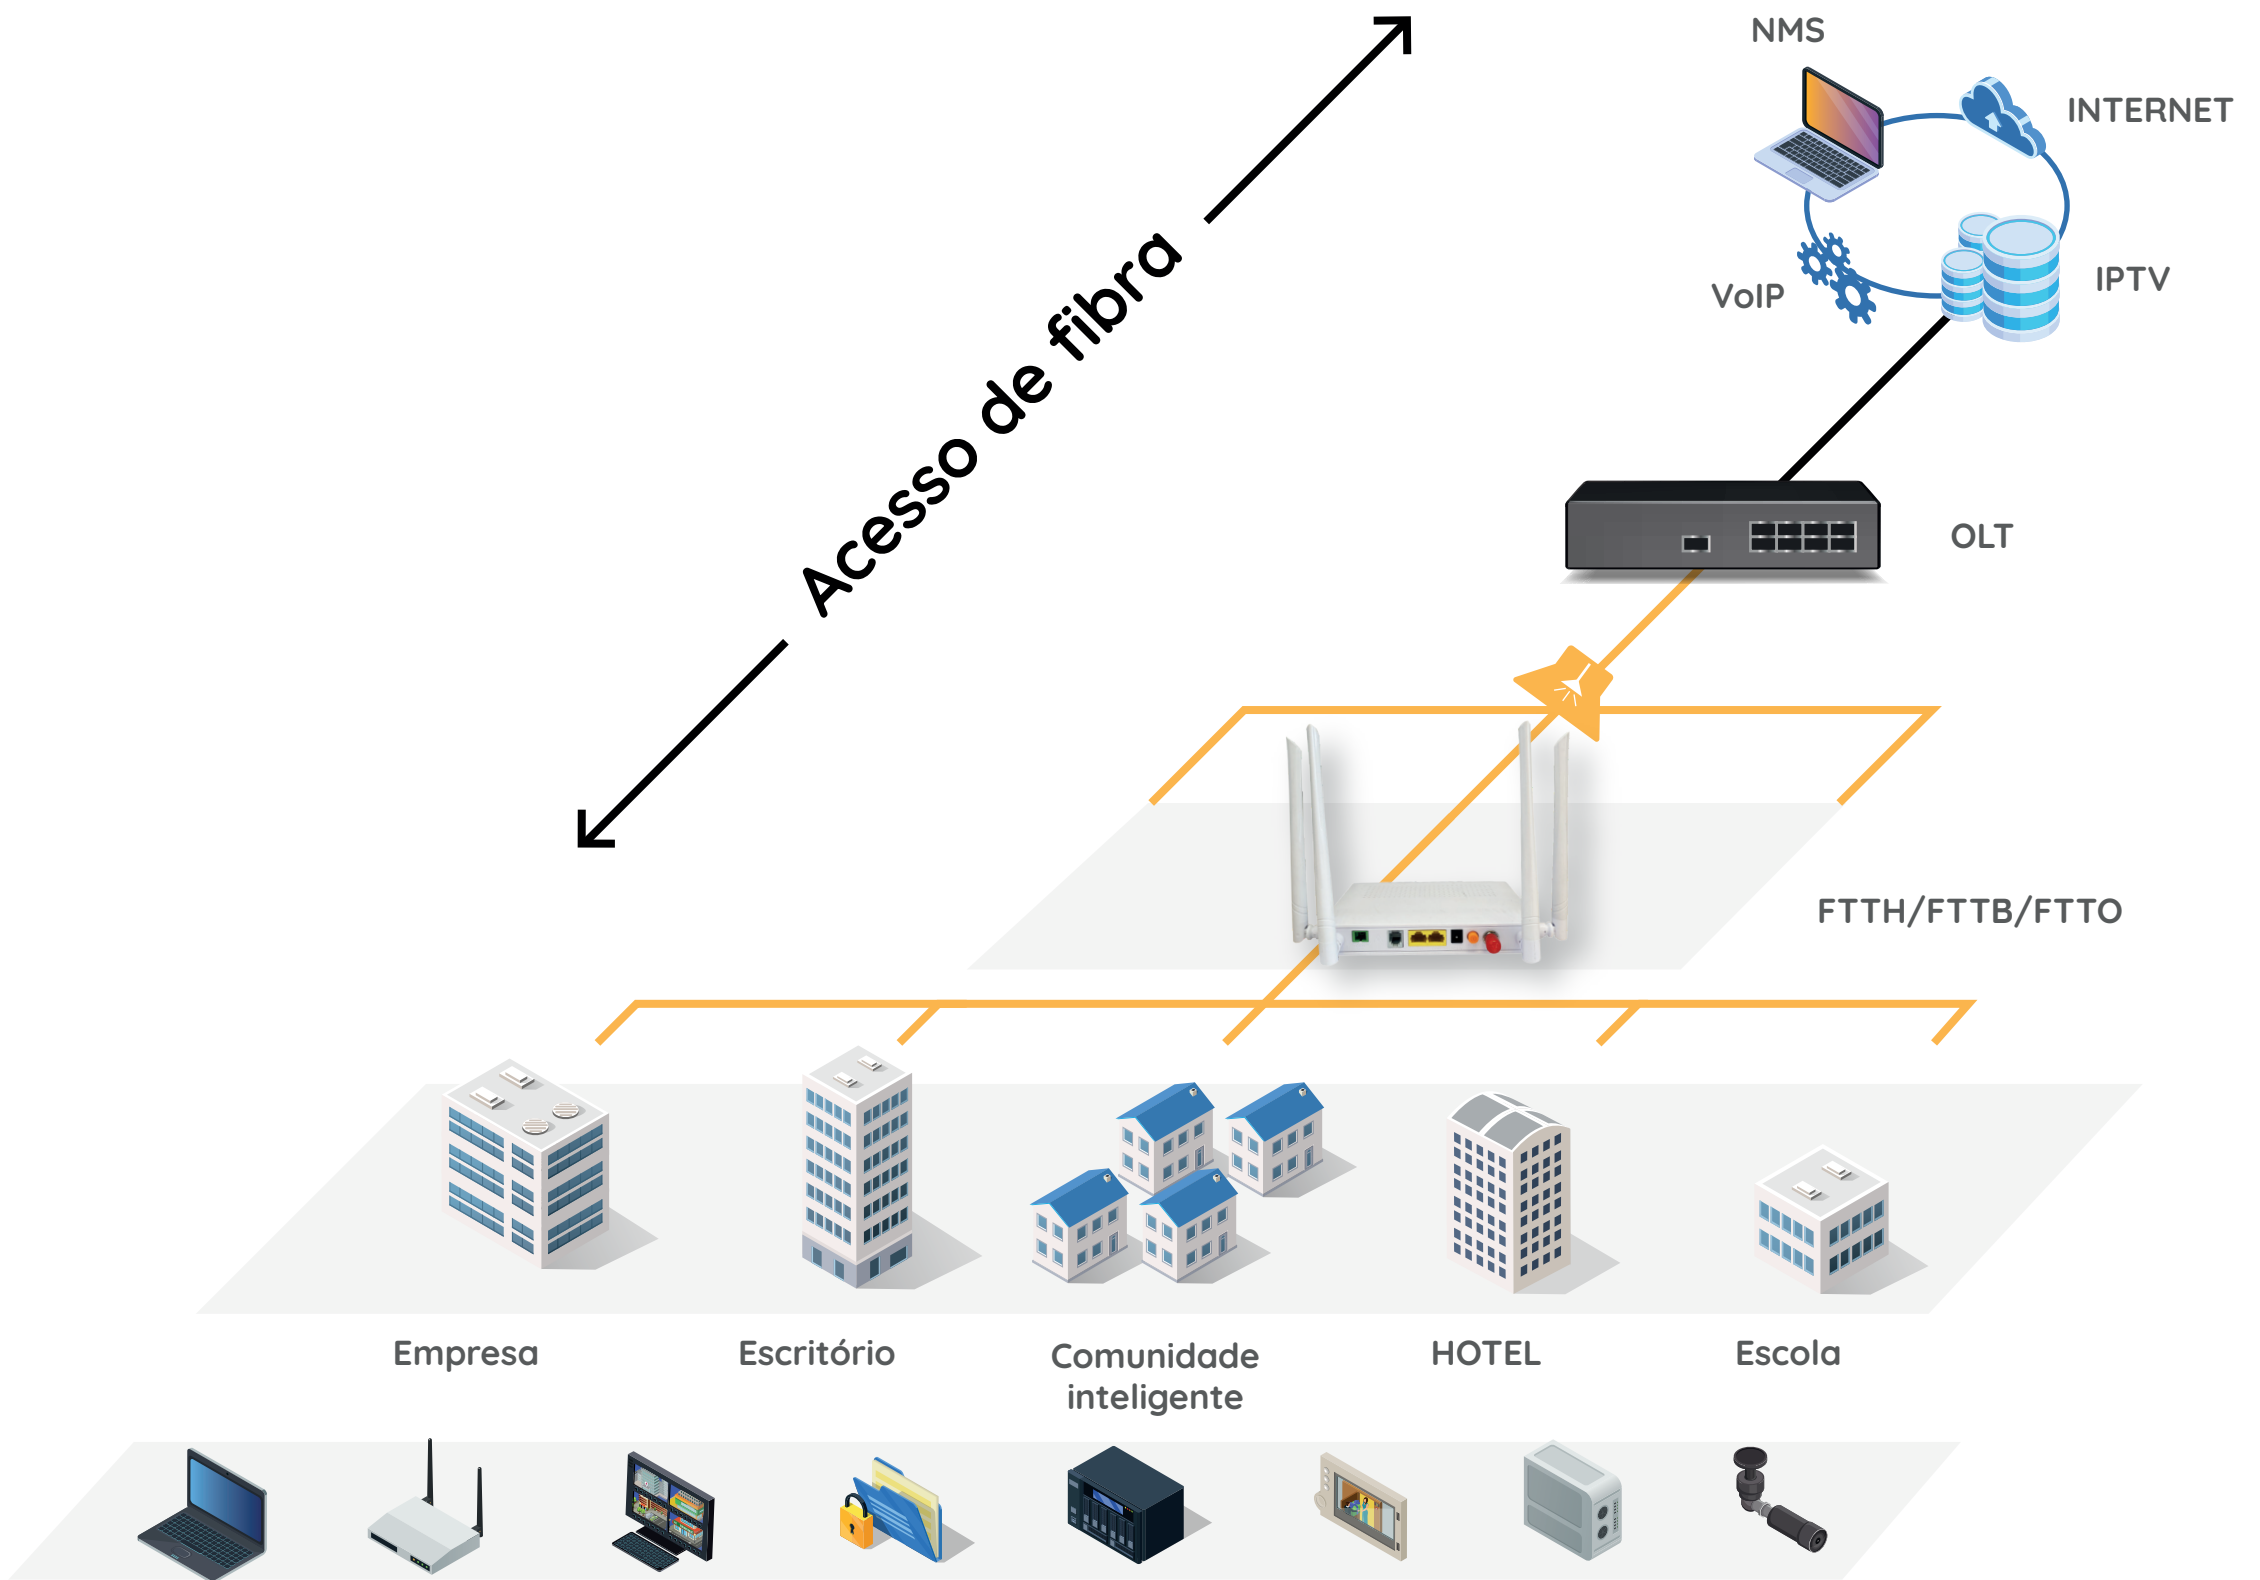 NMS
INTERNET
IPTV
VoIP
Acesso de fibra
OLT
FTTH/FTTB/FTTO
Empresa
Escritório
Comunidade
inteligente
HOTEL
Escola